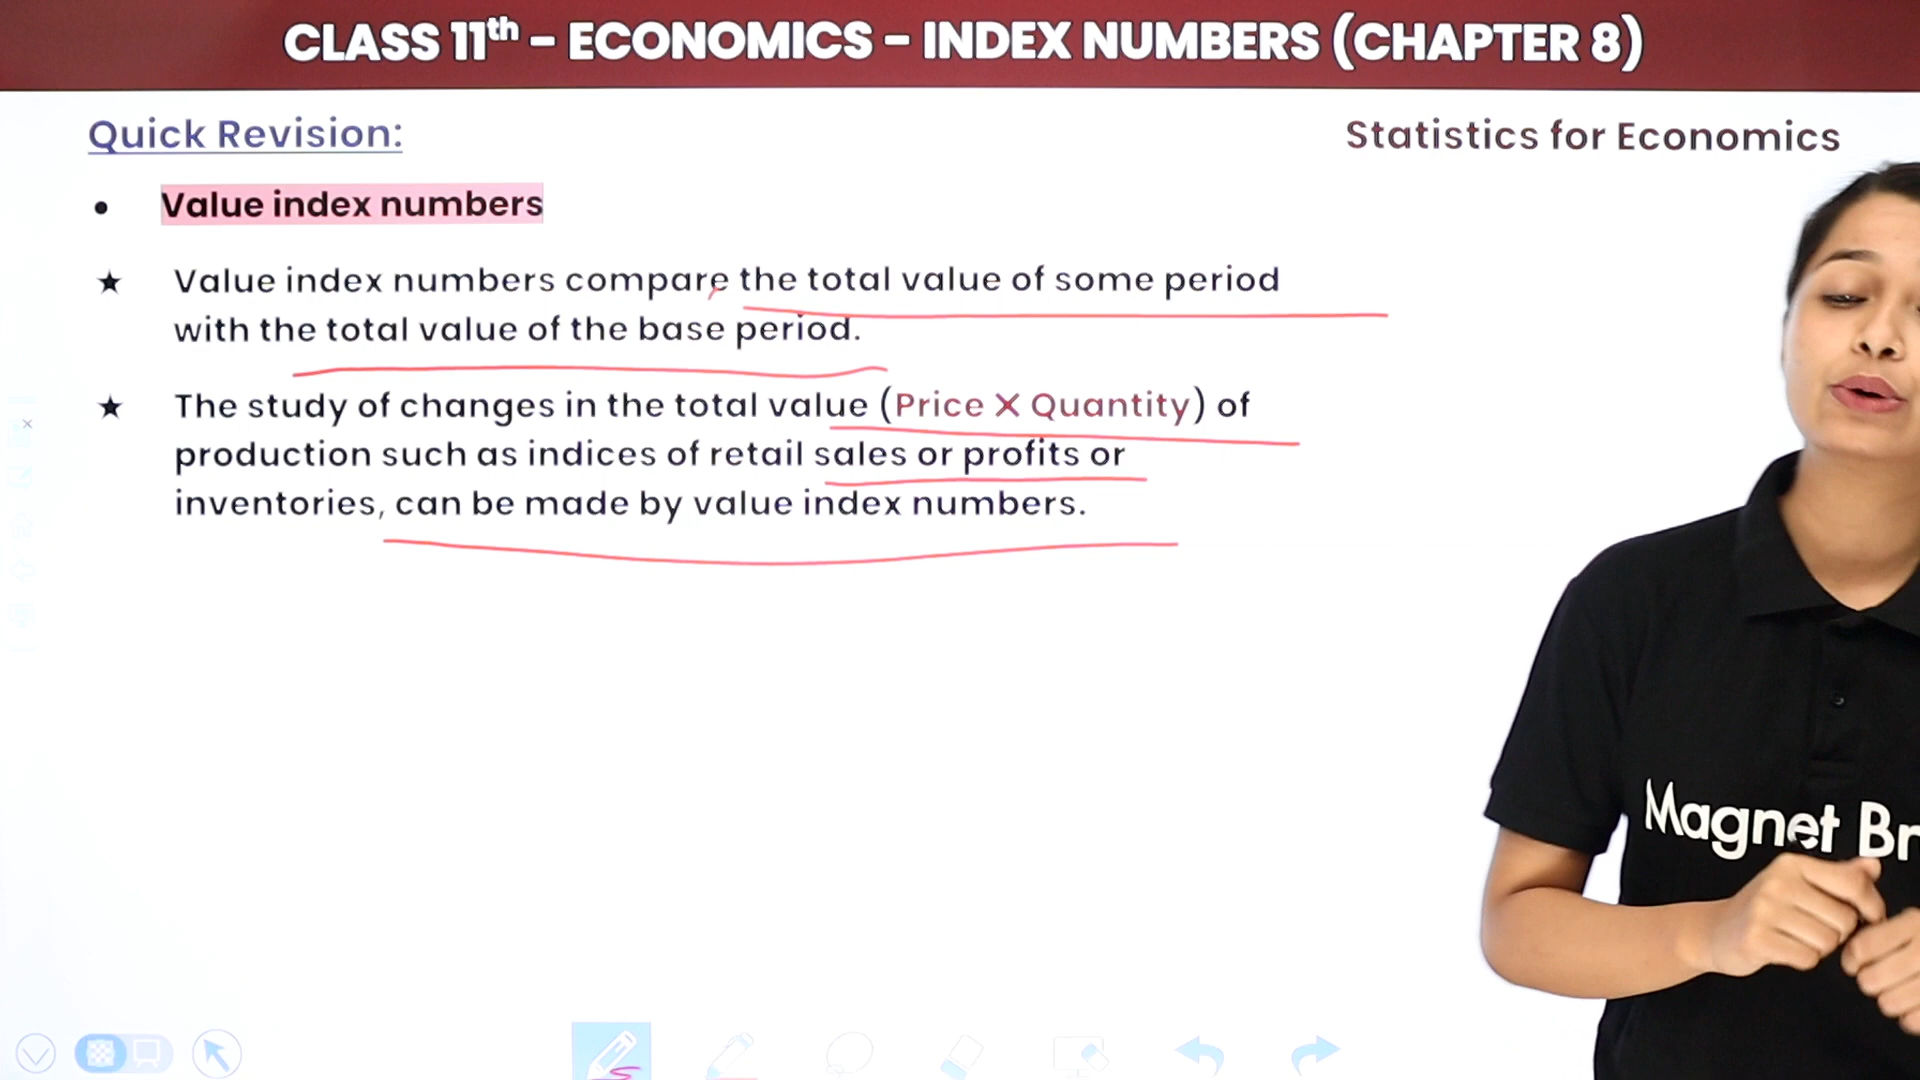 CLASS 11th – ECONOMICS – INDEX NUMBERS (CHAPTER 8)
Quick Revision:
Statistics for Economics
• Value index numbers
★ Value index numbers compare the total value of some period
with the total value of the base period.
★ The study of changes in the total value (Price X Quantity) of
production such as indices of retail sales or profits or
inventories, can be made by value index numbers.
Magnet Br